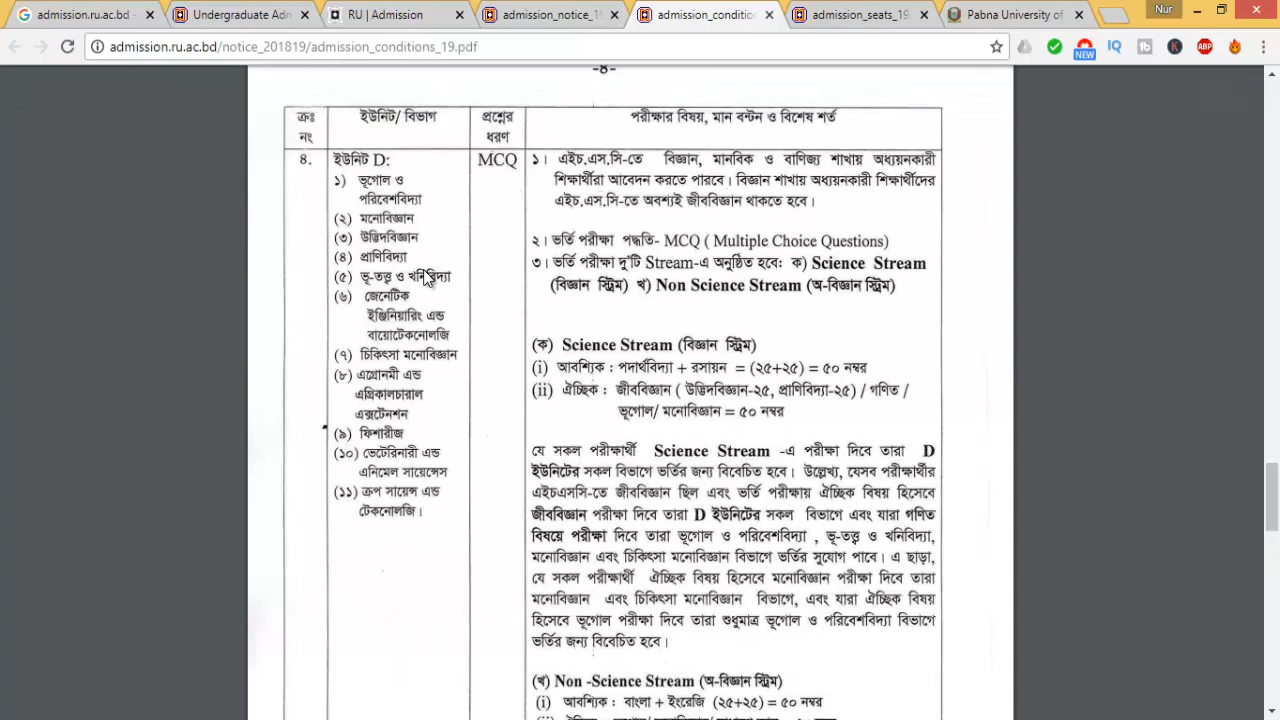 admission.ru.ac.bd -
Undergraduate Adm
RU | Admission
admission_notice_19
admission_conditio
admission_seats_19
Pabna University of
Nur
admission.ru.ac.bd/notice_201819/admission_conditions_19.pdf
IQ
NEW
ABP
-৪-
ক্রঃ নং
ইউনিট/ বিভাগ
প্রশ্নের ধরণ
পরীক্ষার বিষয়, মান বন্টন ও বিশেষ শর্ত
৪.
ইউনিট D:
১) ভূগোল ও
পরিবেশবিদ্যা
(২) মনোবিজ্ঞান
(৩) উদ্ভিদবিজ্ঞান
(৪) প্রাণিবিদ্যা
(৫) ভূ-তত্ত্ব ও খনিবিদ্যা
(৬) জেনেটিক
ইঞ্জিনিয়ারিং এন্ড
বায়োটেকনোলজি
(৭) চিকিৎসা মনোবিজ্ঞান
(৮) এগ্রোনমী এন্ড
এগ্রিকালচারাল
এক্সটেনশন
(৯) ফিশারীজ
(১০) ভেটেরিনারী এন্ড
এনিমেল সায়েন্সেস
(১১) ক্রপ সায়েন্স এন্ড
টেকনোলজি।
MCQ
১। এইচ.এস.সি-তে বিজ্ঞান, মানবিক ও বাণিজ্য শাখায় অধ্যয়নকারী
শিক্ষার্থীরা আবেদন করতে পারবে। বিজ্ঞান শাখায় অধ্যয়নকারী শিক্ষার্থীদের
এইচ.এস.সি-তে অবশ্যই জীববিজ্ঞান থাকতে হবে।
২। ভর্তি পরীক্ষা পদ্ধতি- MCQ ( Multiple Choice Questions)
৩। ভর্তি পরীক্ষা দু'টি Stream-এ অনুষ্ঠিত হবে: ক) Science Stream
(বিজ্ঞান স্ট্রিম) খ) Non Science Stream (অ-বিজ্ঞান স্ট্রিম)
(ক) Science Stream (বিজ্ঞান স্ট্রিম)
(i) আবশ্যিক : পদার্থবিদ্যা + রসায়ন = (২৫+২৫) = ৫০ নম্বর
(ii) ঐচ্ছিক : জীববিজ্ঞান ( উদ্ভিদবিজ্ঞান-২৫, প্রাণিবিদ্যা-২৫) / গণিত /
ভূগোল/ মনোবিজ্ঞান = ৫০ নম্বর
যে সকল পরীক্ষার্থী Science Stream -এ পরীক্ষা দিবে তারা D
ইউনিটের সকল বিভাগে ভর্তির জন্য বিবেচিত হবে। উল্লেখ্য, যেসব পরীক্ষার্থীর
এইচএসসি-তে জীববিজ্ঞান ছিল এবং ভর্তি পরীক্ষায় ঐচ্ছিক বিষয় হিসেবে
জীববিজ্ঞান পরীক্ষা দিবে তারা D ইউনিটের সকল বিভাগে এবং যারা গণিত
বিষয়ে পরীক্ষা দিবে তারা ভূগোল ও পরিবেশবিদ্যা , ভূ-তত্ত্ব ও খনিবিদ্যা,
মনোবিজ্ঞান এবং চিকিৎসা মনোবিজ্ঞান বিভাগে ভর্তির সুযোগ পাবে। এ ছাড়া,
যে সকল পরীক্ষার্থী ঐচ্ছিক বিষয় হিসেবে মনোবিজ্ঞান পরীক্ষা দিবে তারা
মনোবিজ্ঞান এবং চিকিৎসা মনোবিজ্ঞান বিভাগে, এবং যারা ঐচ্ছিক বিষয়
হিসেবে ভূগোল পরীক্ষা দিবে তারা শুধুমাত্র ভূগোল ও পরিবেশবিদ্যা বিভাগে
ভর্তির জন্য বিবেচিত হবে।
(খ) Non -Science Stream (অ-বিজ্ঞান স্ট্রিম)
(i) আবশ্যিক : বাংলা + ইংরেজি (২৫+২৫) = ৫০ নম্বর